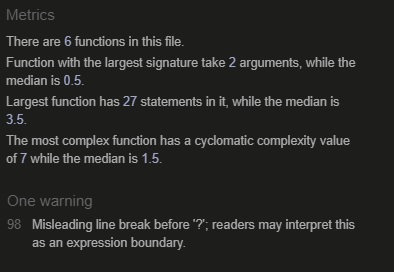 Metrics
There are 6 functions in this file.
Function with the largest signature take 2 arguments, while the
median is 0.5.
Largest function has 27 statements in it, while the median is
3.5.
The most complex function has a cyclomatic complexity value
of 7 while the median is 1.5.
One warning
98 Misleading line break before '?'; readers may interpret this
as an expression boundary.